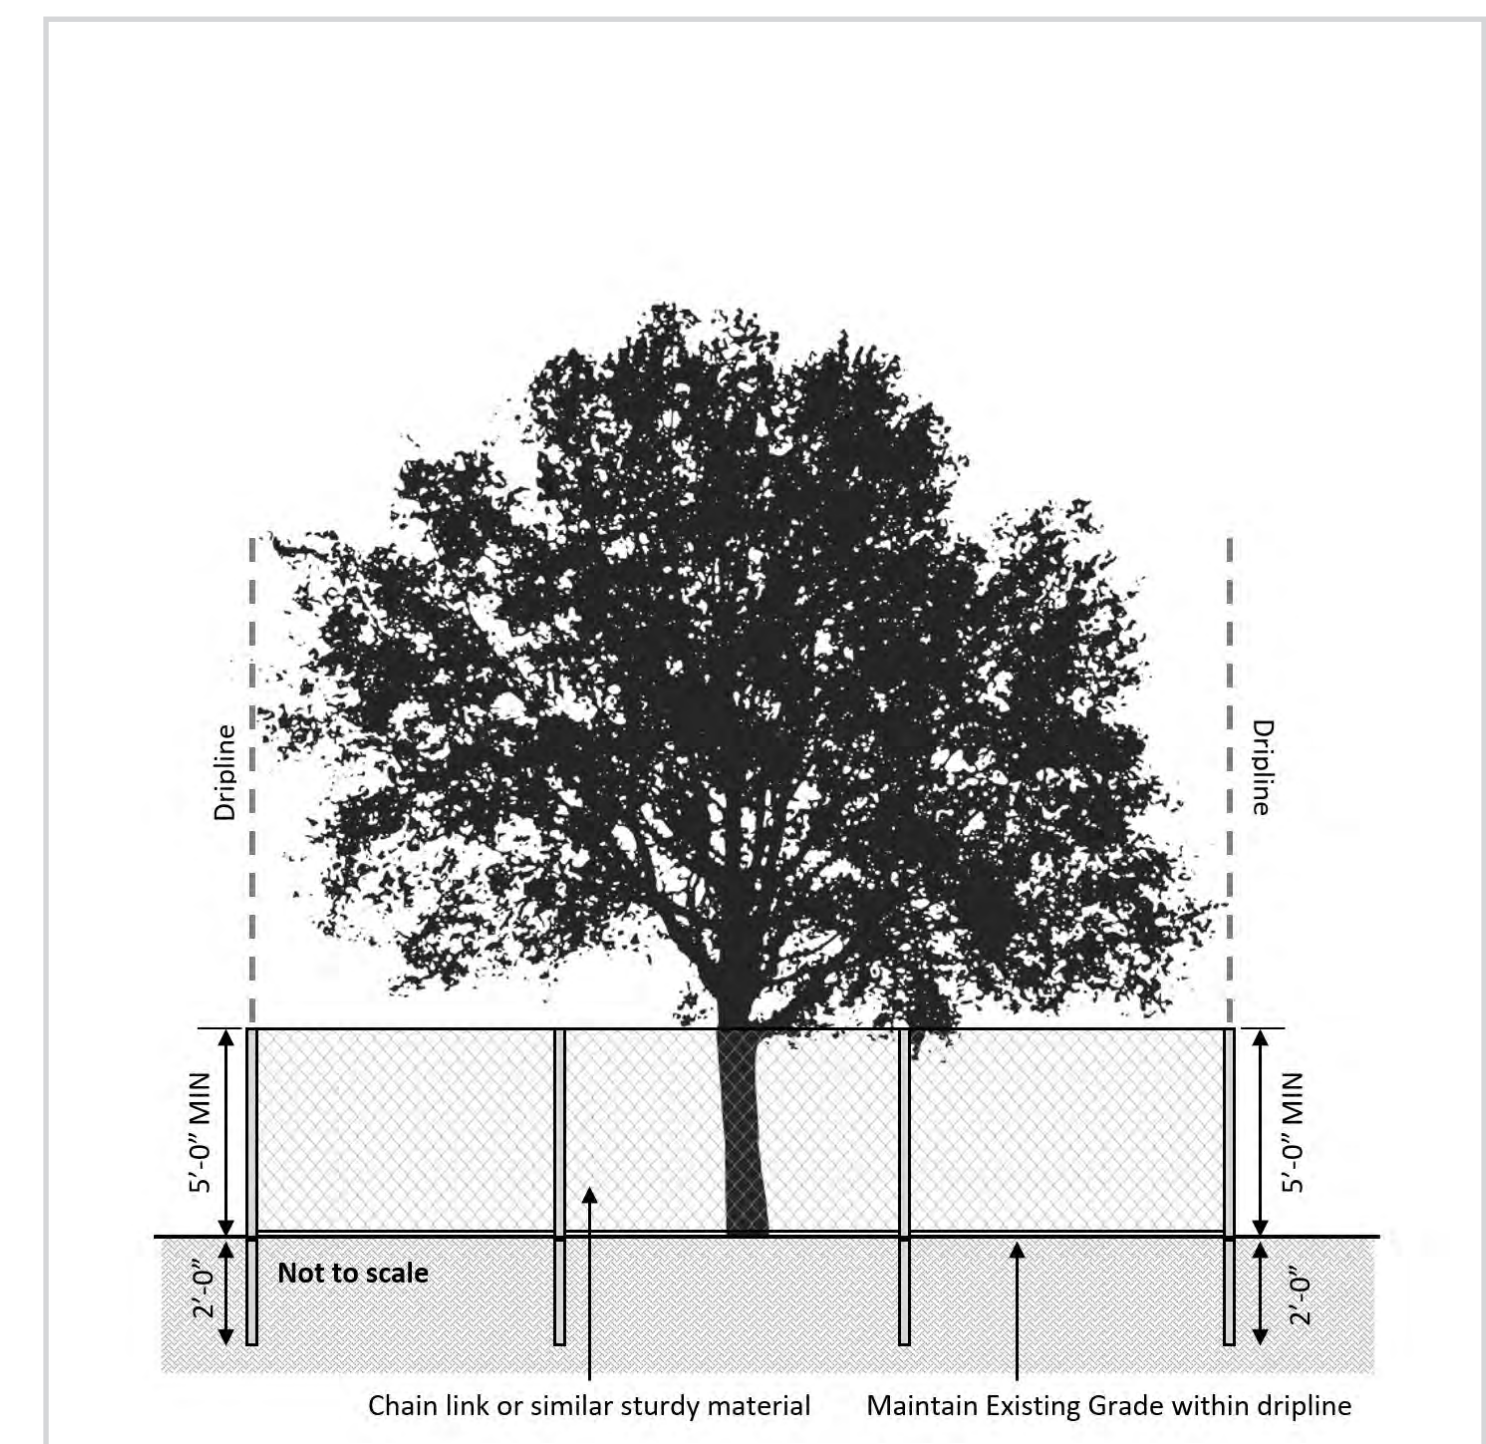 Dripline
Dripline
5’-0” MIN
5’-0” MIN
2’-0”
Not to scale
2’-0”
Chain link or similar sturdy material
Maintain Existing Grade within dripline